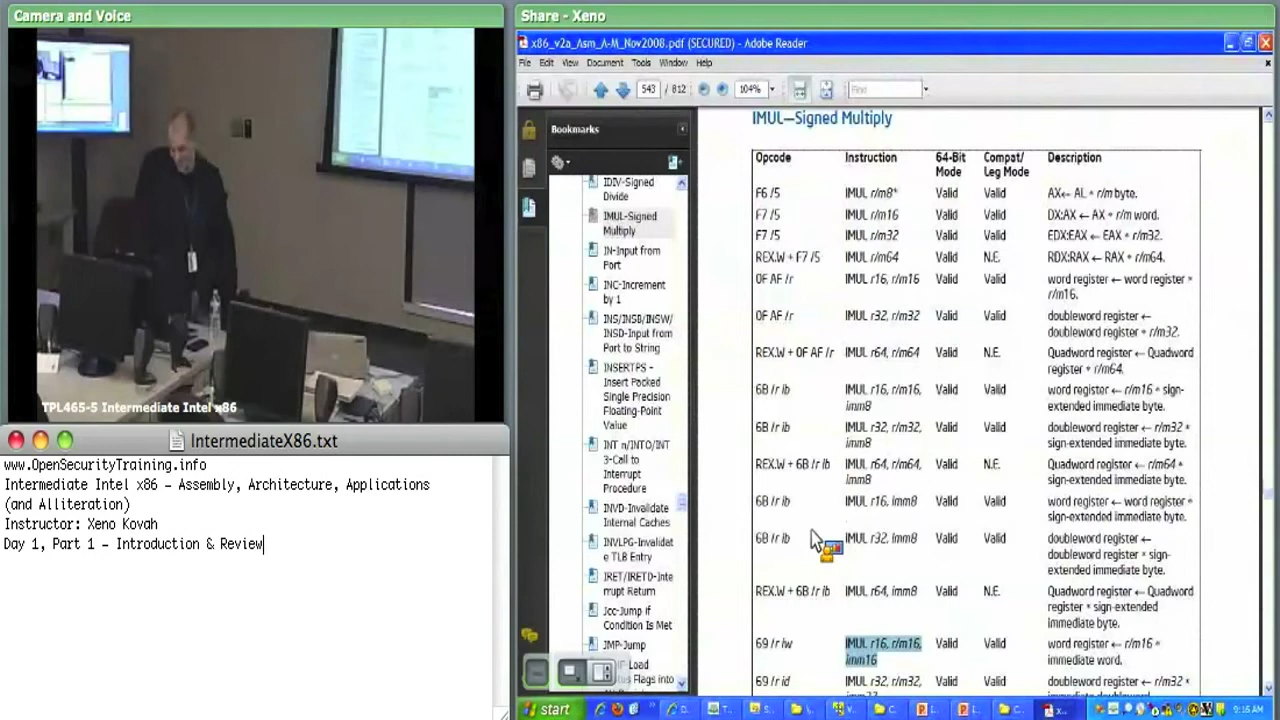 Camera and Voice
TPL465-5 Intermediate Intel x86
IntermediateX86.txt
www.OpenSecurityTraining.info
Intermediate Intel x86 – Assembly, Architecture, Applications
(and Alliteration)
Instructor: Xeno Kovah
Day 1, Part 1 – Introduction & Review
Share - Xeno
x86_v2a_Asm_A-M_Nov2008.pdf (SECURED) - Adobe Reader
File Edit View Document Tools Window Help
543 / 812 104% Find
Bookmarks
IDIV-Signed
Divide
IMUL-Signed
Multiply
IN-Input from
Port
INC-Increment
by 1
INS/INSB/INSW/
INSD-Input from
Port to String
INSERTPS -
Insert Packed
Single Precision
Floating-Point
Value
INT n/INTO/INT
3-Call to
Interrupt
Procedure
INVD-Invalidate
Internal Caches
INVLPG-Invalidat
e TLB Entry
IRET/IRETD-Inte
rrupt Return
Jcc-Jump if
Condition Is Met
JMP-Jump
Load
Flags into
IMUL—Signed Multiply
Opcode Instruction 64-Bit Mode Compat/ Leg Mode Description
F6 /5 IMUL r/m8* Valid Valid AX← AL * r/m byte.
F7 /5 IMUL r/m16 Valid Valid DX:AX ← AX * r/m word.
F7 /5 IMUL r/m32 Valid Valid EDX:EAX ← EAX * r/m32.
REX.W + F7 /5 IMUL r/m64 Valid N.E. RDX:RAX ← RAX * r/m64.
0F AF /r IMUL r16, r/m16 Valid Valid word register ← word register *
r/m16.
0F AF /r IMUL r32, r/m32 Valid Valid doubleword register ←
doubleword register * r/m32.
REX.W + 0F AF /r IMUL r64, r/m64 Valid N.E. Quadword register ← Quadword
register * r/m64.
6B /r ib IMUL r16, r/m16, Valid Valid word register ← r/m16 * sign-
imm8 extended immediate byte.
6B /r ib IMUL r32, r/m32, Valid Valid doubleword register ← r/m32 *
imm8 sign-extended immediate byte.
REX.W + 6B /r ib IMUL r64, r/m64, Valid N.E. Quadword register ← r/m64 *
imm8 sign-extended immediate byte.
6B /r ib IMUL r16, imm8 Valid Valid word register ← word register *
sign-extended immediate byte.
6B /r ib IMUL r32, imm8 Valid Valid doubleword register ←
doubleword register * sign-
extended immediate byte.
REX.W + 6B /r ib IMUL r64, imm8 Valid N.E. Quadword register ← Quadword
register * sign-extended
immediate byte.
69 /r iw IMUL r16, r/m16, Valid Valid word register ← r/m16 *
imm16 immediate word.
69 /r id IMUL r32, r/m32, Valid Valid doubleword register ← r/m32 *
start